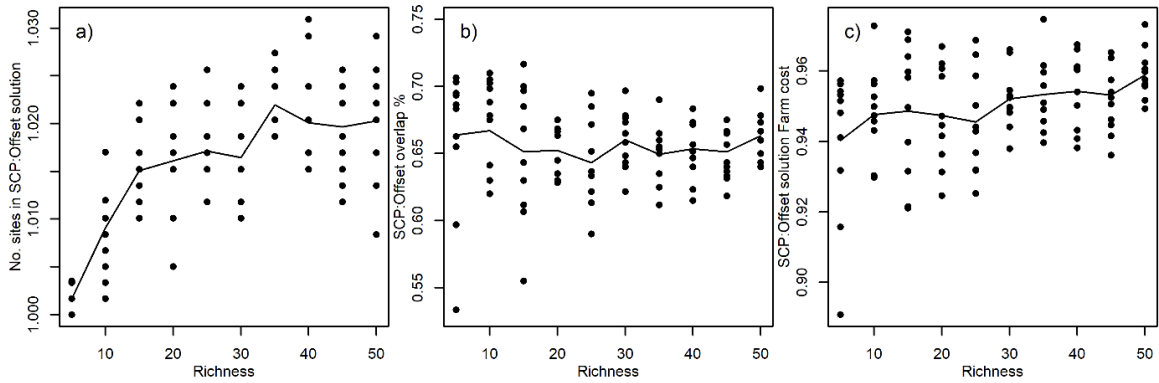 a)
No. sites in SCP:Offset solution
1.000 1.010 1.020 1.030
10 20 30 40 50
Richness
b)
SCP:Offset overlap %
0.55 0.60 0.65 0.70 0.75
10 20 30 40 50
Richness
c)
SCP:Offset solution Farm cost
0.90 0.92 0.94 0.96
10 20 30 40 50
Richness